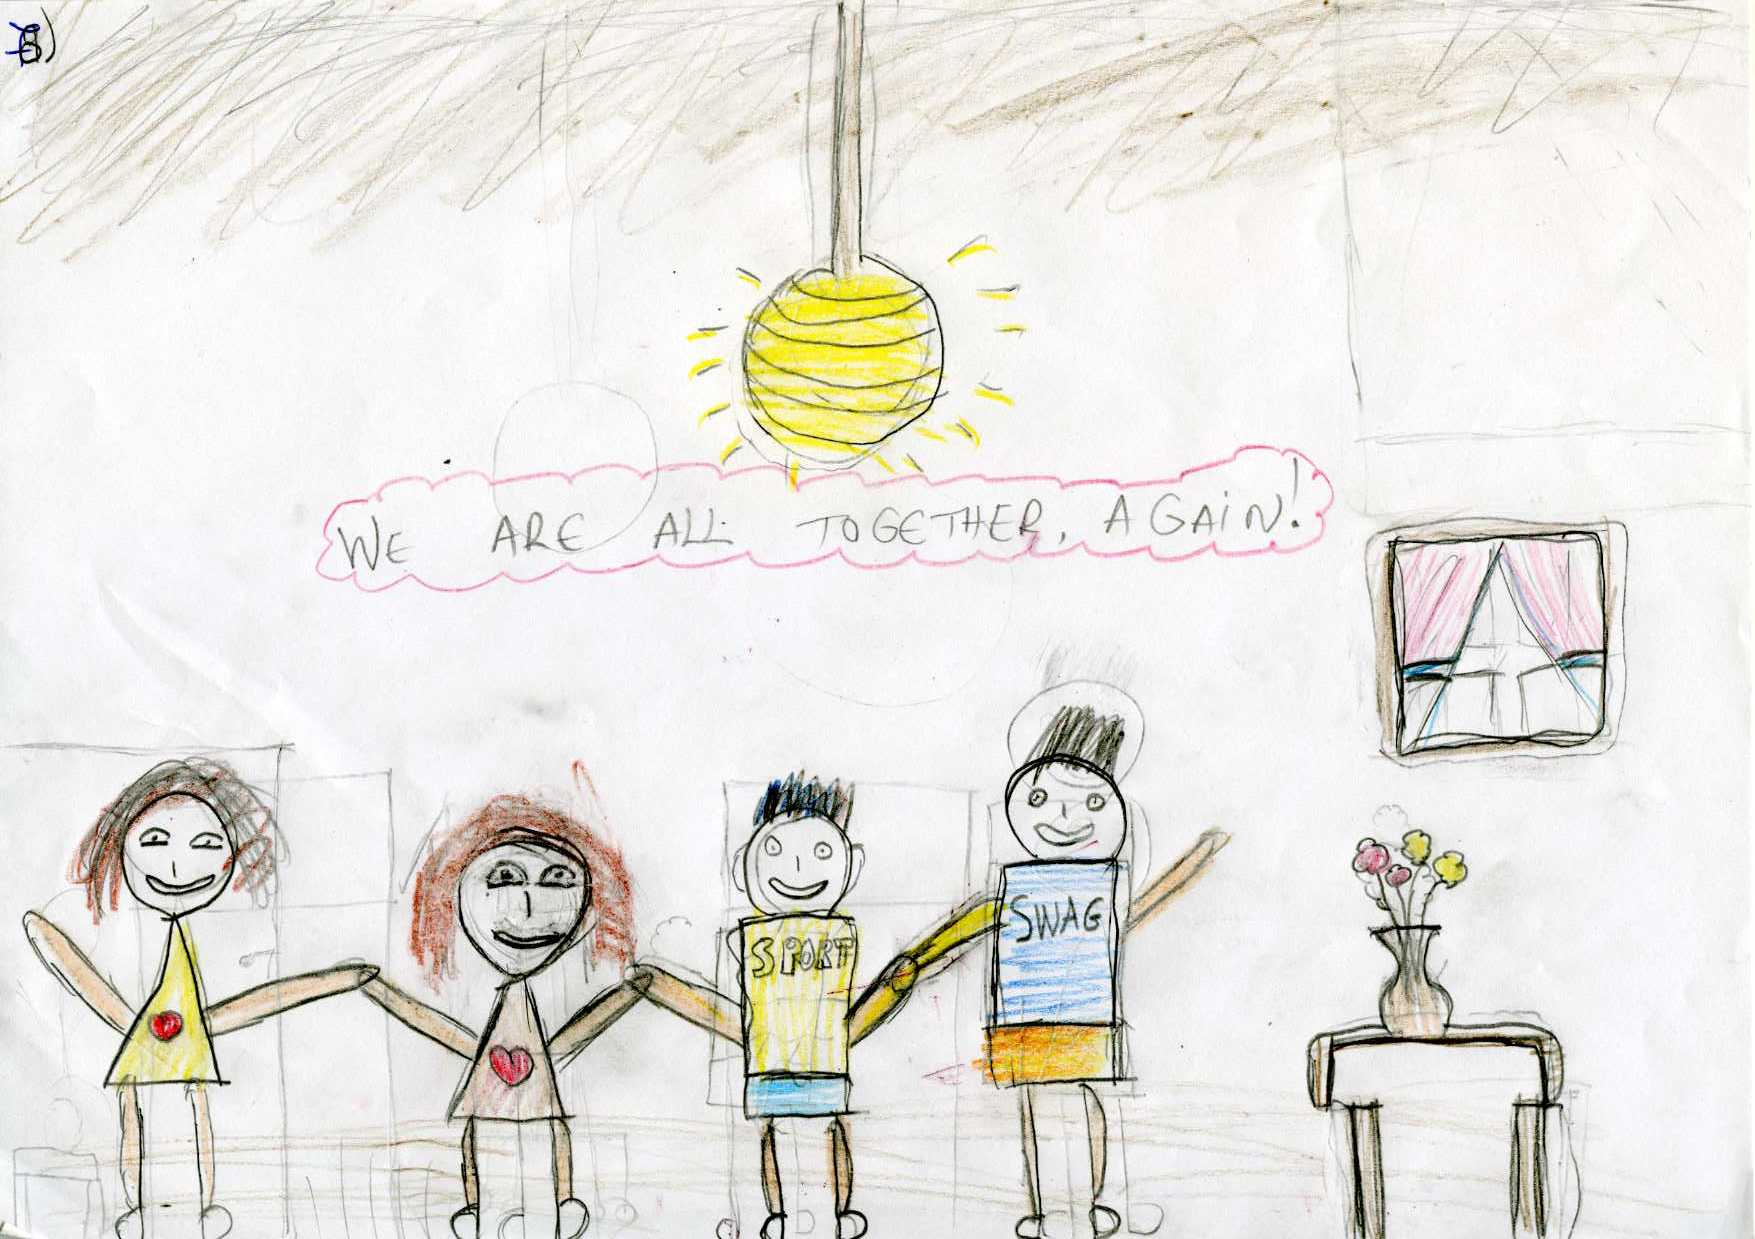 WE ARE ALL TOGETHER, AGAIN!
SPORT
SWAG